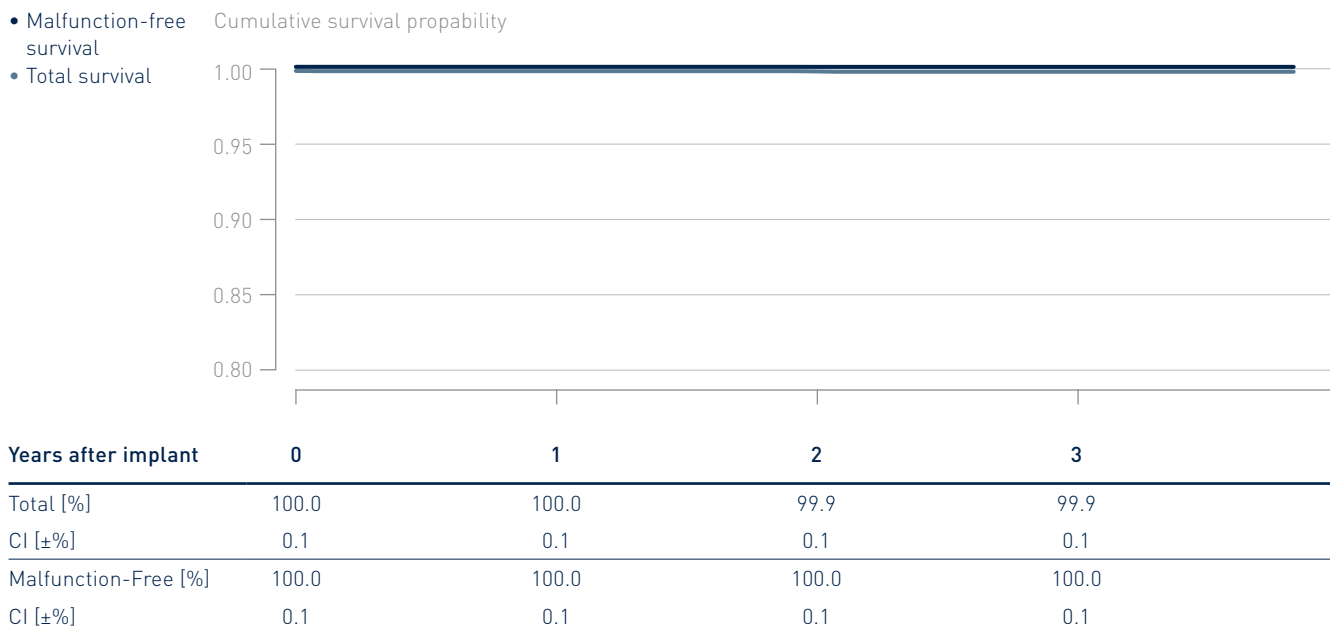 • Malfunction-free
survival
• Total survival
Cumulative survival propability
1.00
0.95
0.90
0.85
0.80
Years after implant 0 1 2 3
Total [%] 100.0 100.0 99.9 99.9
CI [±%] 0.1 0.1 0.1 0.1
Malfunction-Free [%] 100.0 100.0 100.0 100.0
CI [±%] 0.1 0.1 0.1 0.1